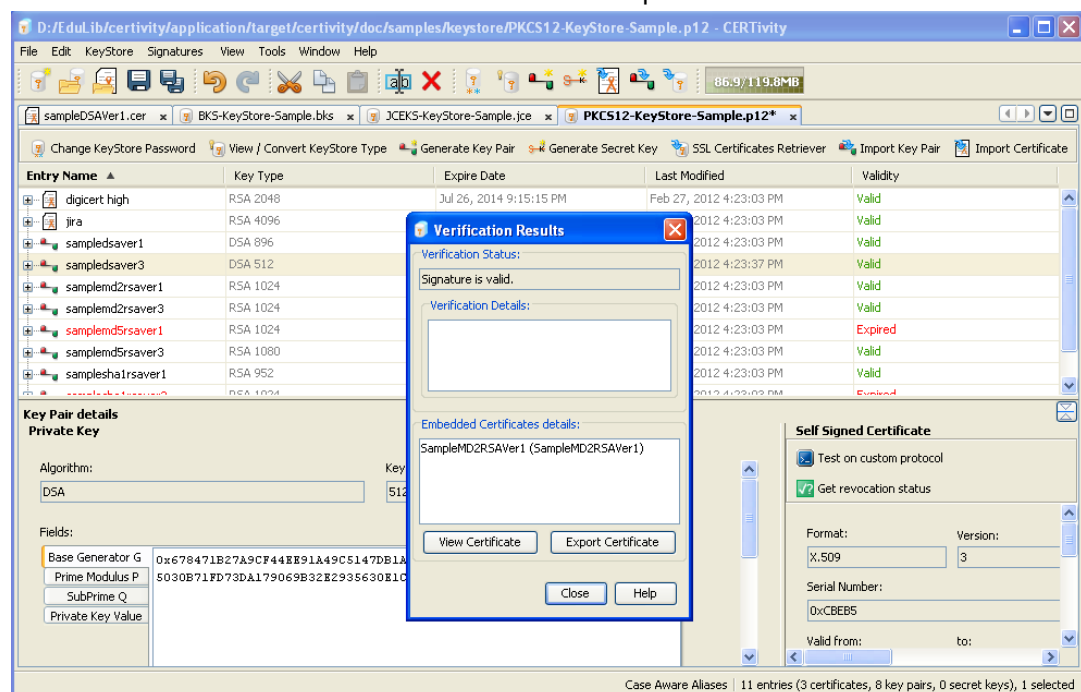 D:/EduLib/certivity/application/target/certivity/doc/samples/keystore/PKCS12-KeyStore-Sample.p12 - CERTivity
File Edit KeyStore Signatures View Tools Window Help
86.9/119.8MB
sampleDSAVer1.cer x BKS-KeyStore-Sample.bks x JCEKS-KeyStore-Sample.jce x PKCS12-KeyStore-Sample.p12* x
Change KeyStore Password View / Convert KeyStore Type Generate Key Pair Generate Secret Key SSL Certificates Retriever Import Key Pair Import Certificate
Entry Name Key Type Expire Date Last Modified Validity
digicert high RSA 2048 Jul 26, 2014 9:15:15 PM Feb 27, 2012 4:23:03 PM Valid
jira RSA 4096 2012 4:23:03 PM Valid
sampledsaver1 DSA 896 2012 4:23:03 PM Valid
sampledsaver3 DSA 512 2012 4:23:37 PM Valid
samplemd2rsaver1 RSA 1024 2012 4:23:03 PM Valid
samplemd2rsaver3 RSA 1024 2012 4:23:03 PM Valid
samplemd5rsaver1 RSA 1024 2012 4:23:03 PM Expired
samplemd5rsaver3 RSA 1080 2012 4:23:03 PM Valid
samplesha1rsaver1 RSA 952 2012 4:23:03 PM Valid
Verification Results
Verification Status:
Signature is valid.
Verification Details:
Embedded Certificates details:
SampleMD2RSAVer1 (SampleMD2RSAVer1)
View Certificate Export Certificate
Close Help
Key Pair details
Private Key
Algorithm: Key
DSA 512
Fields:
Base Generator G
Prime Modulus P
SubPrime Q
Private Key Value
0x678471B27A9CF44EE91A49C5147DB1A
5030B71FD73DA179069B32E2935630E1C
Self Signed Certificate
Test on custom protocol
Get revocation status
Format: Version:
X.509 3
Serial Number:
0xCBEB5
Valid from: to:
Case Aware Aliases 11 entries (3 certificates, 8 key pairs, 0 secret keys), 1 selected